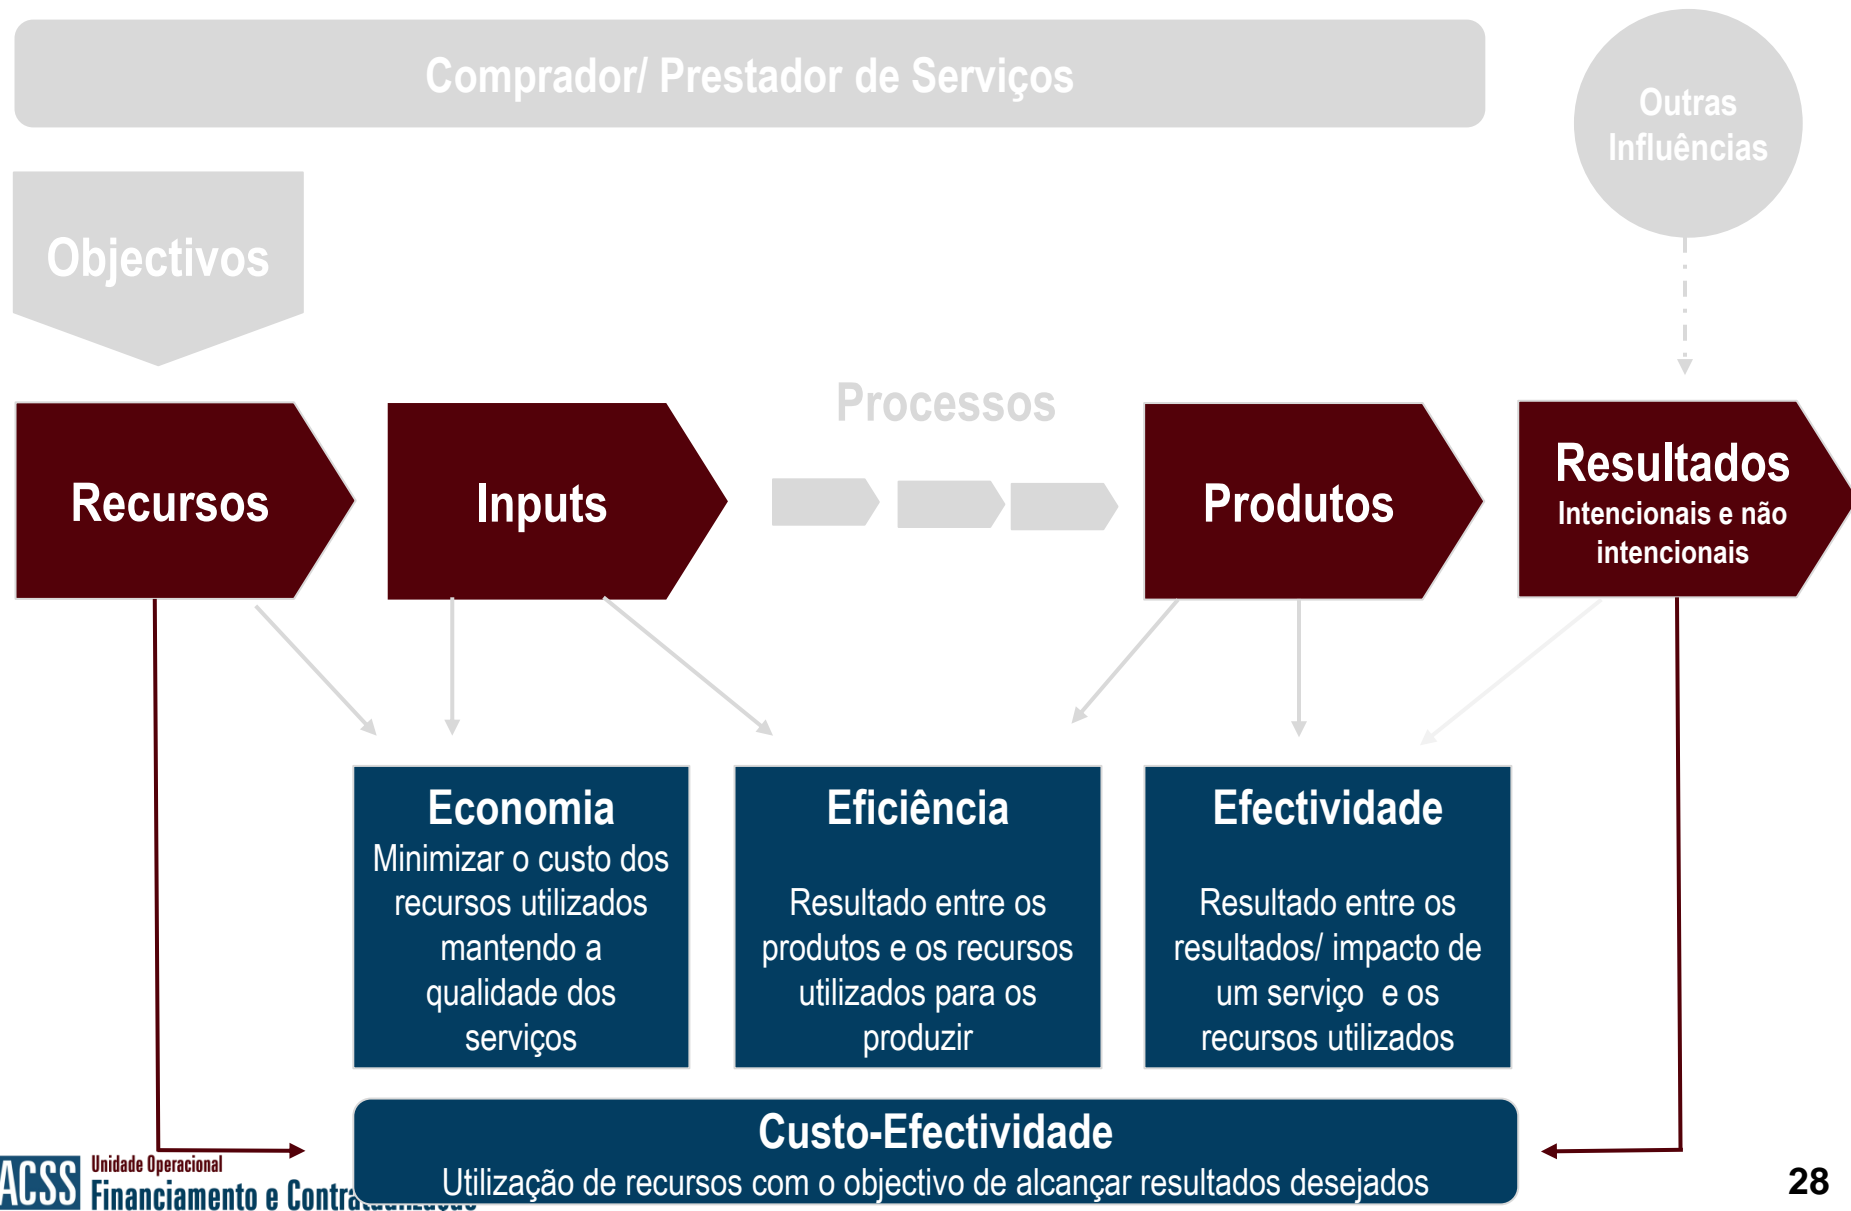 Comprador/ Prestador de Serviços
Outras
Influências
Objectivos
Processos
Recursos
Inputs
Produtos
Resultados
Intencionais e não
intencionais
Economia
Minimizar o custo dos
recursos utilizados
mantendo a
qualidade dos
serviços
Eficiência
Resultado entre os
produtos e os recursos
utilizados para os
produzir
Efectividade
Resultado entre os
resultados/ impacto de
um serviço e os
recursos utilizados
Custo-Efectividade
Utilização de recursos com o objectivo de alcançar resultados desejados
ACSS
Unidade Operacional
Financiamento e
28